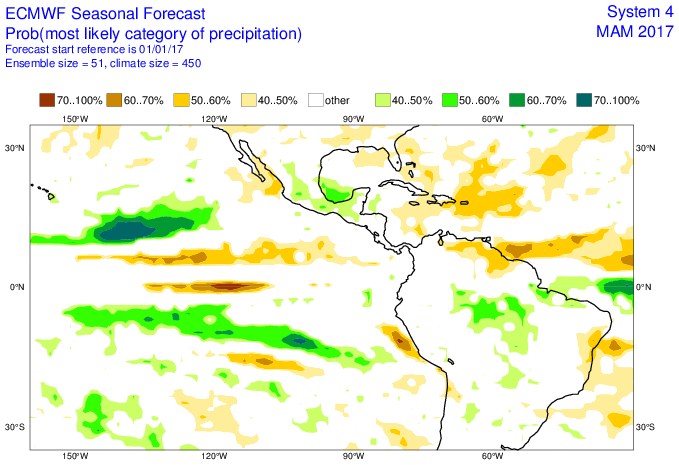 ECMWF Seasonal Forecast
System 4
Prob(most likely category of precipitation)
MAM 2017
Forecast start reference is 01/01/17
Ensemble size = 51, climate size = 450
70..100% 60..70% 50..60% 40..50% other 40..50% 50..60% 60..70% 70..100%
150°W 120°W 90°W 60°W
30°N 30°N
0°N 0°N
30°S 30°S
150°W 120°W 90°W 60°W